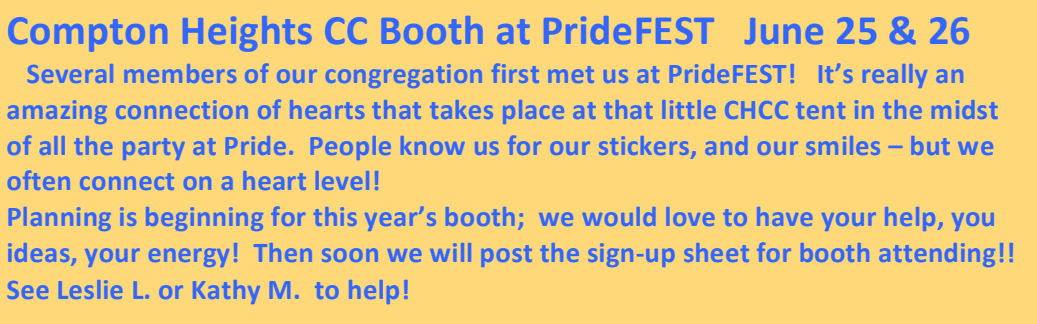 Compton Heights CC Booth at PrideFEST   June 25 & 26
Several members of our congregation first met us at PrideFEST!   It’s really an
amazing connection of hearts that takes place at that little CHCC tent in the midst
of all the party at Pride.  People know us for our stickers, and our smiles – but we
often connect on a heart level!
Planning is beginning for this year’s booth;  we would love to have your help, you
ideas, your energy!  Then soon we will post the sign-up sheet for booth attending!!
See Leslie L. or Kathy M.  to help!